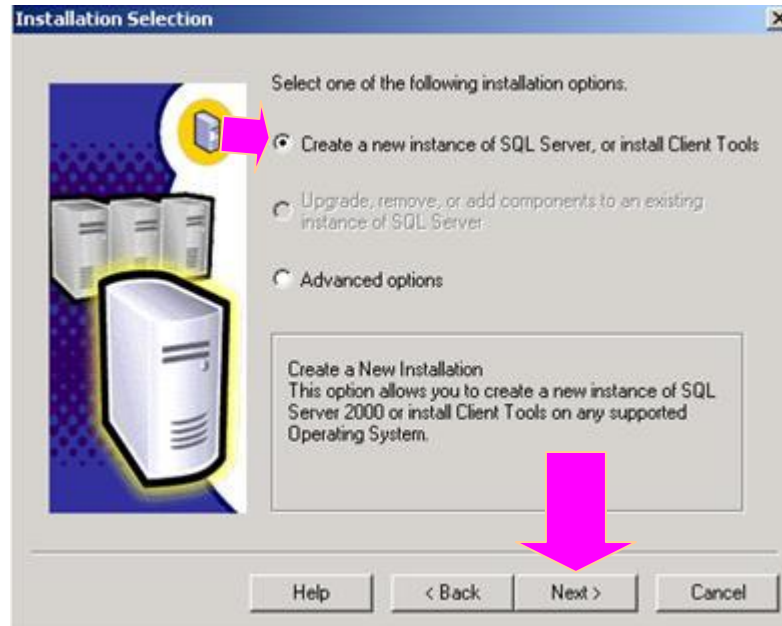 Installation Selection
Select one of the following installation options.
Create a new instance of SQL Server, or install Client Tools
Upgrade, remove, or add components to an existing
instance of SQL Server
Advanced options
Create a New Installation
This option allows you to create a new instance of SQL
Server 2000 or install Client Tools on any supported
Operating System.
Help
< Back
Next >
Cancel